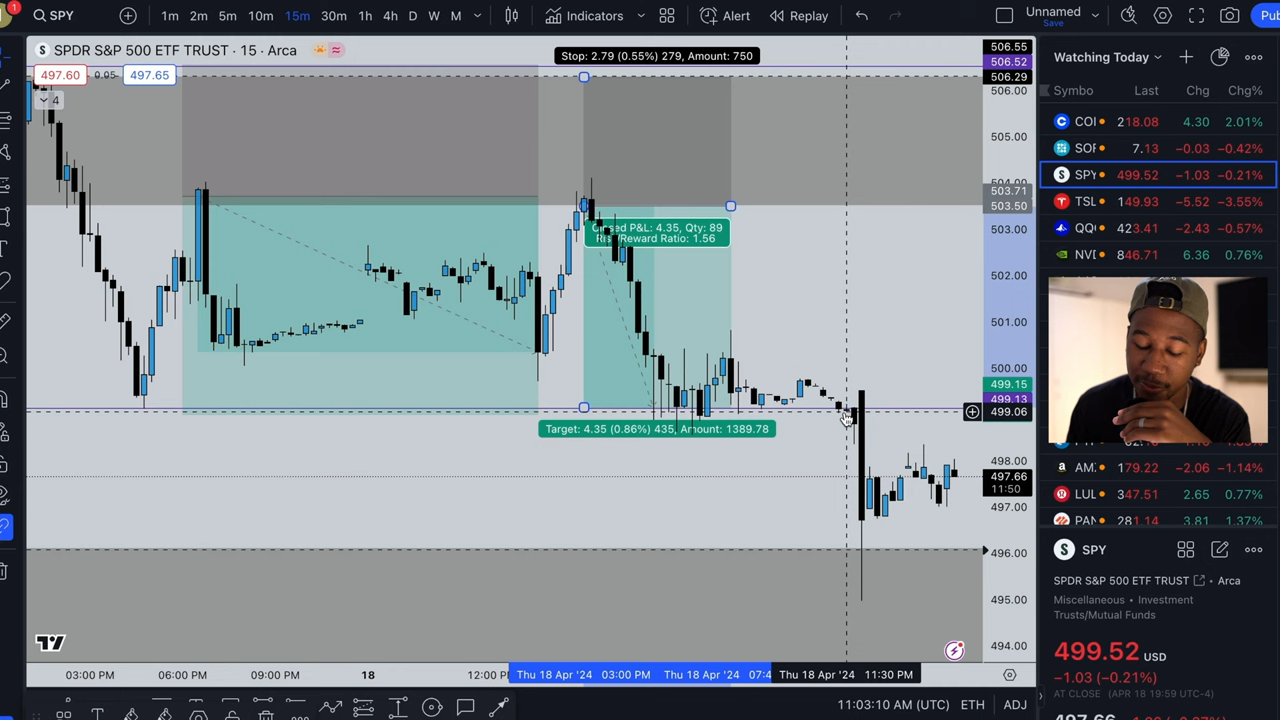 1
SPY
1m 2m 5m 10m 15m 30m 1h 4h D W M
Indicators
Alert
Replay
Unnamed
Save
Pub
SPDR S&P 500 ETF TRUST · 15 · Arca
497.60
0.05
497.65
4
Stop: 2.79 (0.55%) 279, Amount: 750
Closed P&L: 4.35, Qty: 89
Risk/Reward Ratio: 1.56
Target: 4.35 (0.86%) 435, Amount: 1389.78
506.55
506.52
506.29
506.00
505.00
504.00
503.71
503.50
503.00
502.00
501.00
500.00
499.15
499.13
499.06
498.00
497.66
11:50
497.00
496.00
495.00
494.00
03:00 PM
06:00 PM
09:00 PM
18
12:00 P
Thu 18 Apr '24 03:00 PM
Thu 18 Apr '24 07:4
Thu 18 Apr '24 11:30 PM
11:03:10 AM (UTC)
ETH
ADJ
Watching Today
Symbo Last Chg Chg%
COI 218.08 4.30 2.01%
SOF 7.13 −0.03 −0.42%
SPY 499.52 −1.03 −0.21%
TSL 149.93 −5.52 −3.55%
QQ 423.41 −2.43 −0.57%
NVI 846.71 6.36 0.76%
AM 179.22 −2.06 −1.14%
LUL 347.51 2.65 0.77%
PAN 281.14 3.81 1.37%
SPY
SPDR S&P 500 ETF TRUST • Arca
Miscellaneous • Investment
Trusts/Mutual Funds
499.52 USD
−1.03 (−0.21%)
AT CLOSE (APR 18 19:59 UTC-4)